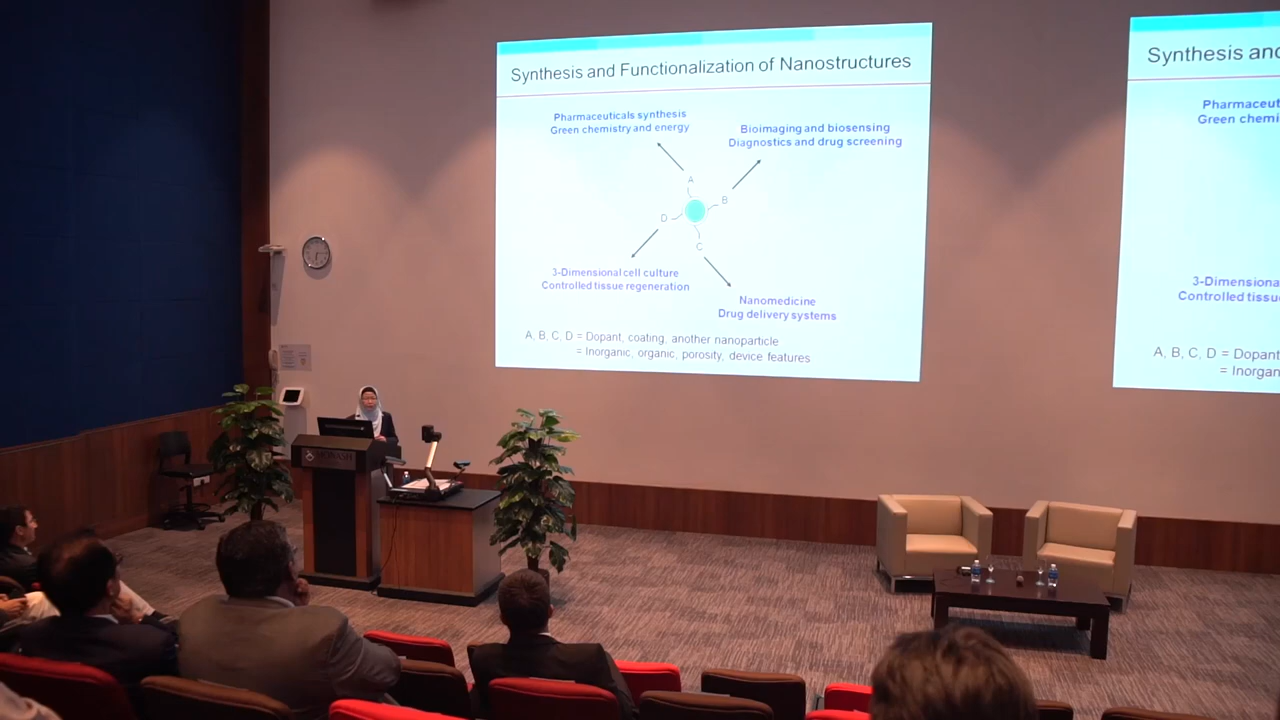 Synthesis and Functionalization of Nanostructures
Pharmaceuticals synthesis
Green chemistry and energy
Bioimaging and biosensing
Diagnostics and drug screening
A
B
D
C
3-Dimensional cell culture
Controlled tissue regeneration
Nanomedicine
Drug delivery systems
A, B, C, D = Dopant, coating, another nanoparticle
= Inorganic, organic, porosity, device features
Synthesis and
Pharmaceut
Green chemi
3-Dimensiona
Controlled tissu
A, B, C, D = Dopant
= Inorgan
MONASH